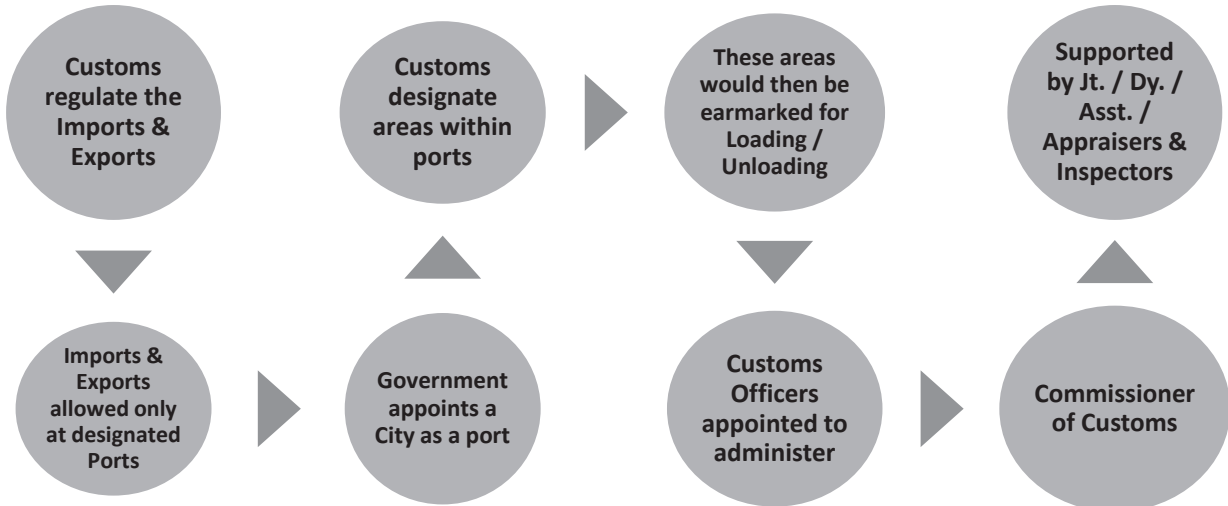 Customs
regulate the
Imports &
Exports
Imports &
Exports
allowed only
at designated
Ports
Government
appoints a
City as a port
Customs
designate
areas within
ports
These areas
would then be
earmarked for
Loading /
Unloading
Customs
Officers
appointed to
administer
Commissioner
of Customs
Supported
by Jt. / Dy. /
Asst. /
Appraisers &
Inspectors